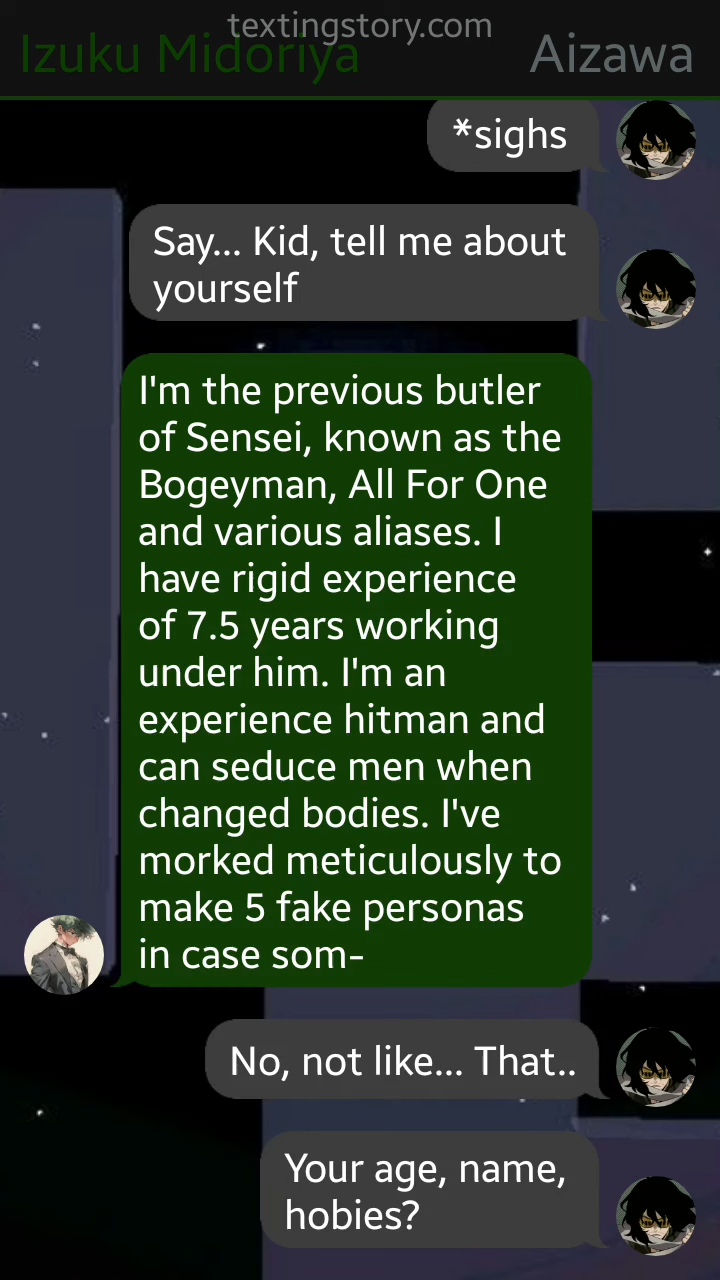 textingstory.com
Izuku Midoriya
Aizawa
*sighs
Say... Kid, tell me about
yourself
I'm the previous butler
of Sensei, known as the
Bogeyman, All For One
and various aliases. I
have rigid experience
of 7.5 years working
under him. I'm an
experience hitman and
can seduce men when
changed bodies. I've
morked meticulously to
make 5 fake personas
in case som-
No, not like... That..
Your age, name,
hobies?